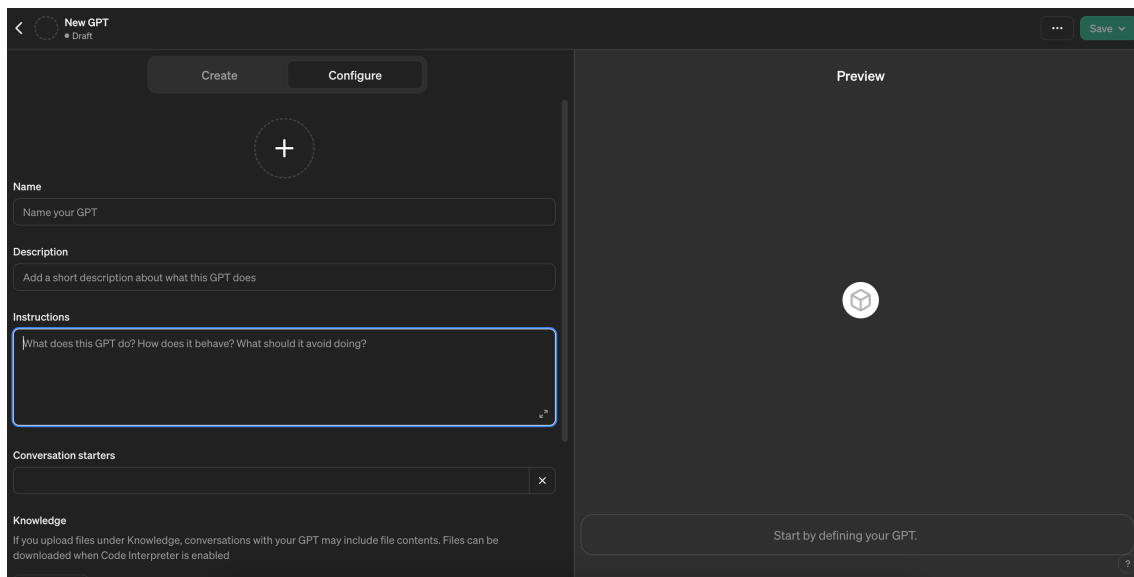 New GPT
Draft
Save
Create
Configure
Preview
Name
Name your GPT
Description
Add a short description about what this GPT does
Instructions
What does this GPT do? How does it behave? What should it avoid doing?
Conversation starters
Knowledge
If you upload files under Knowledge, conversations with your GPT may include file contents. Files can be
downloaded when Code Interpreter is enabled
Start by defining your GPT.
?